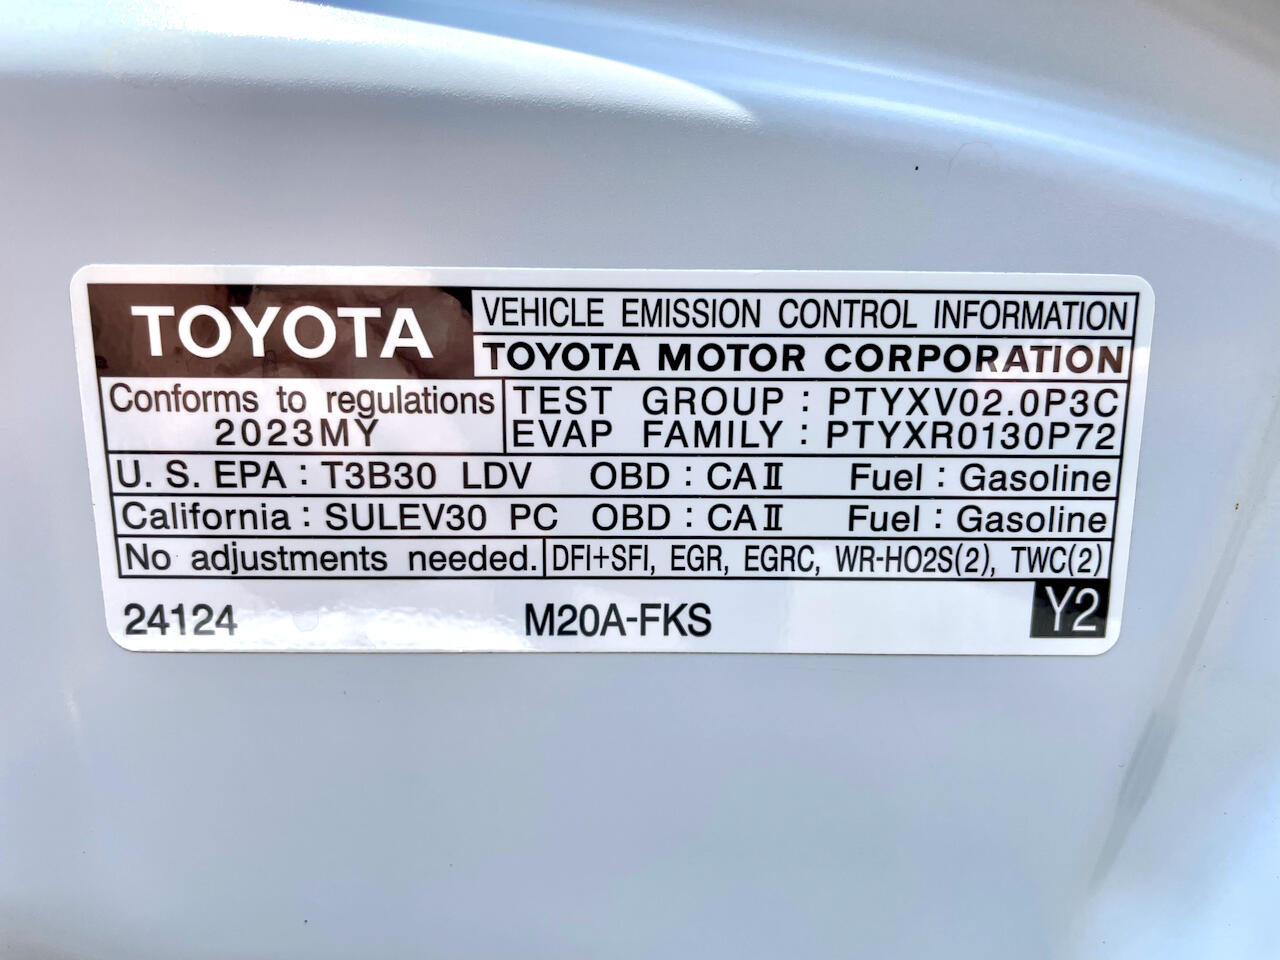 TOYOTA
VEHICLE EMISSION CONTROL INFORMATION
TOYOTA MOTOR CORPORATION
Conforms to regulations
2023MY
TEST GROUP : PTYXV02.0P3C
EVAP FAMILY : PTYXR0130P72
U. S. EPA : T3B30 LDV OBD : CAⅡ Fuel : Gasoline
California : SULEV30 PC OBD : CAⅡ Fuel : Gasoline
No adjustments needed. DFI+SFI, EGR, EGRC, WR-HO2S(2), TWC(2)
24124 M20A-FKS Y2